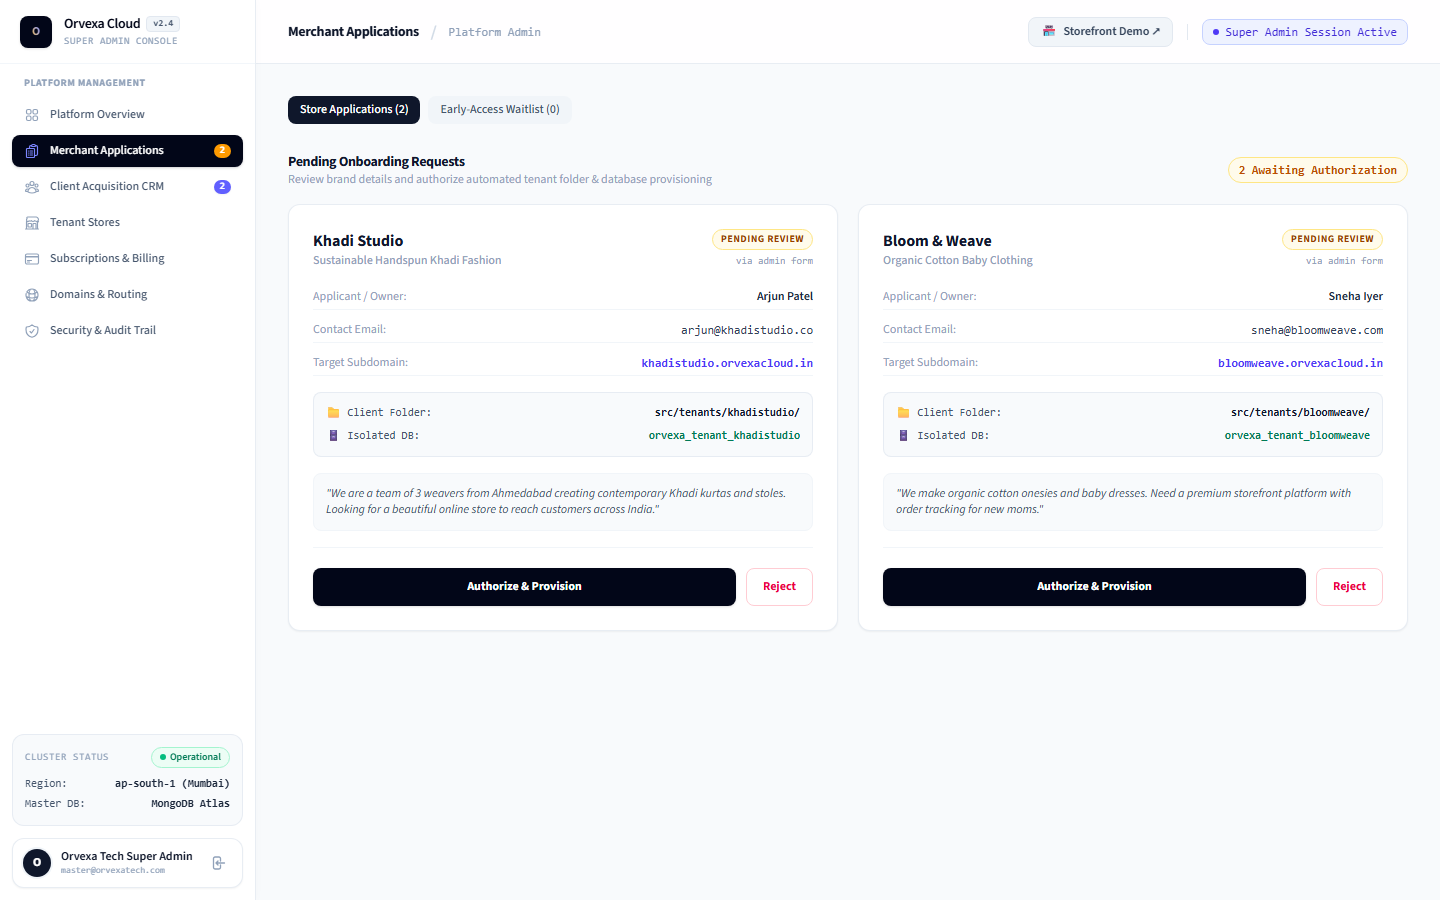 O
Orvexa Cloud v2.4
SUPER ADMIN CONSOLE
PLATFORM MANAGEMENT
Platform Overview
Merchant Applications 2
Client Acquisition CRM 2
Tenant Stores
Subscriptions & Billing
Domains & Routing
Security & Audit Trail
CLUSTER STATUS Operational
Region: ap-south-1 (Mumbai)
Master DB: MongoDB Atlas
O
Orvexa Tech Super Admin
master@orvexatech.com
Merchant Applications / Platform Admin
Storefront Demo ↗
Super Admin Session Active
Store Applications (2)
Early-Access Waitlist (0)
Pending Onboarding Requests
Review brand details and authorize automated tenant folder & database provisioning
2 Awaiting Authorization
Khadi Studio
PENDING REVIEW
Sustainable Handspun Khadi Fashion
via admin form
Applicant / Owner: Arjun Patel
Contact Email: arjun@khadistudio.co
Target Subdomain: khadistudio.orvexacloud.in
Client Folder: src/tenants/khadistudio/
Isolated DB: orvexa_tenant_khadistudio
"We are a team of 3 weavers from Ahmedabad creating contemporary Khadi kurtas and stoles.
Looking for a beautiful online store to reach customers across India."
Authorize & Provision
Reject
Bloom & Weave
PENDING REVIEW
Organic Cotton Baby Clothing
via admin form
Applicant / Owner: Sneha Iyer
Contact Email: sneha@bloomweave.com
Target Subdomain: bloomweave.orvexacloud.in
Client Folder: src/tenants/bloomweave/
Isolated DB: orvexa_tenant_bloomweave
"We make organic cotton onesies and baby dresses. Need a premium storefront platform with
order tracking for new moms."
Authorize & Provision
Reject